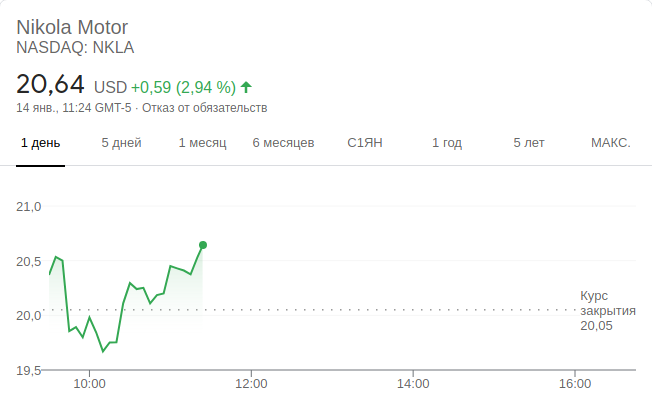 Nikola Motor
NASDAQ: NKLA
20,64 USD +0,59 (2,94 %)
14 янв., 11:24 GMT-5 · Отказ от обязательств
1 день 5 дней 1 месяц 6 месяцев С1ЯН 1 год 5 лет МАКС.
21,0
20,5
20,0
19,5
Курс
закрытия
20,05
10:00 12:00 14:00 16:00